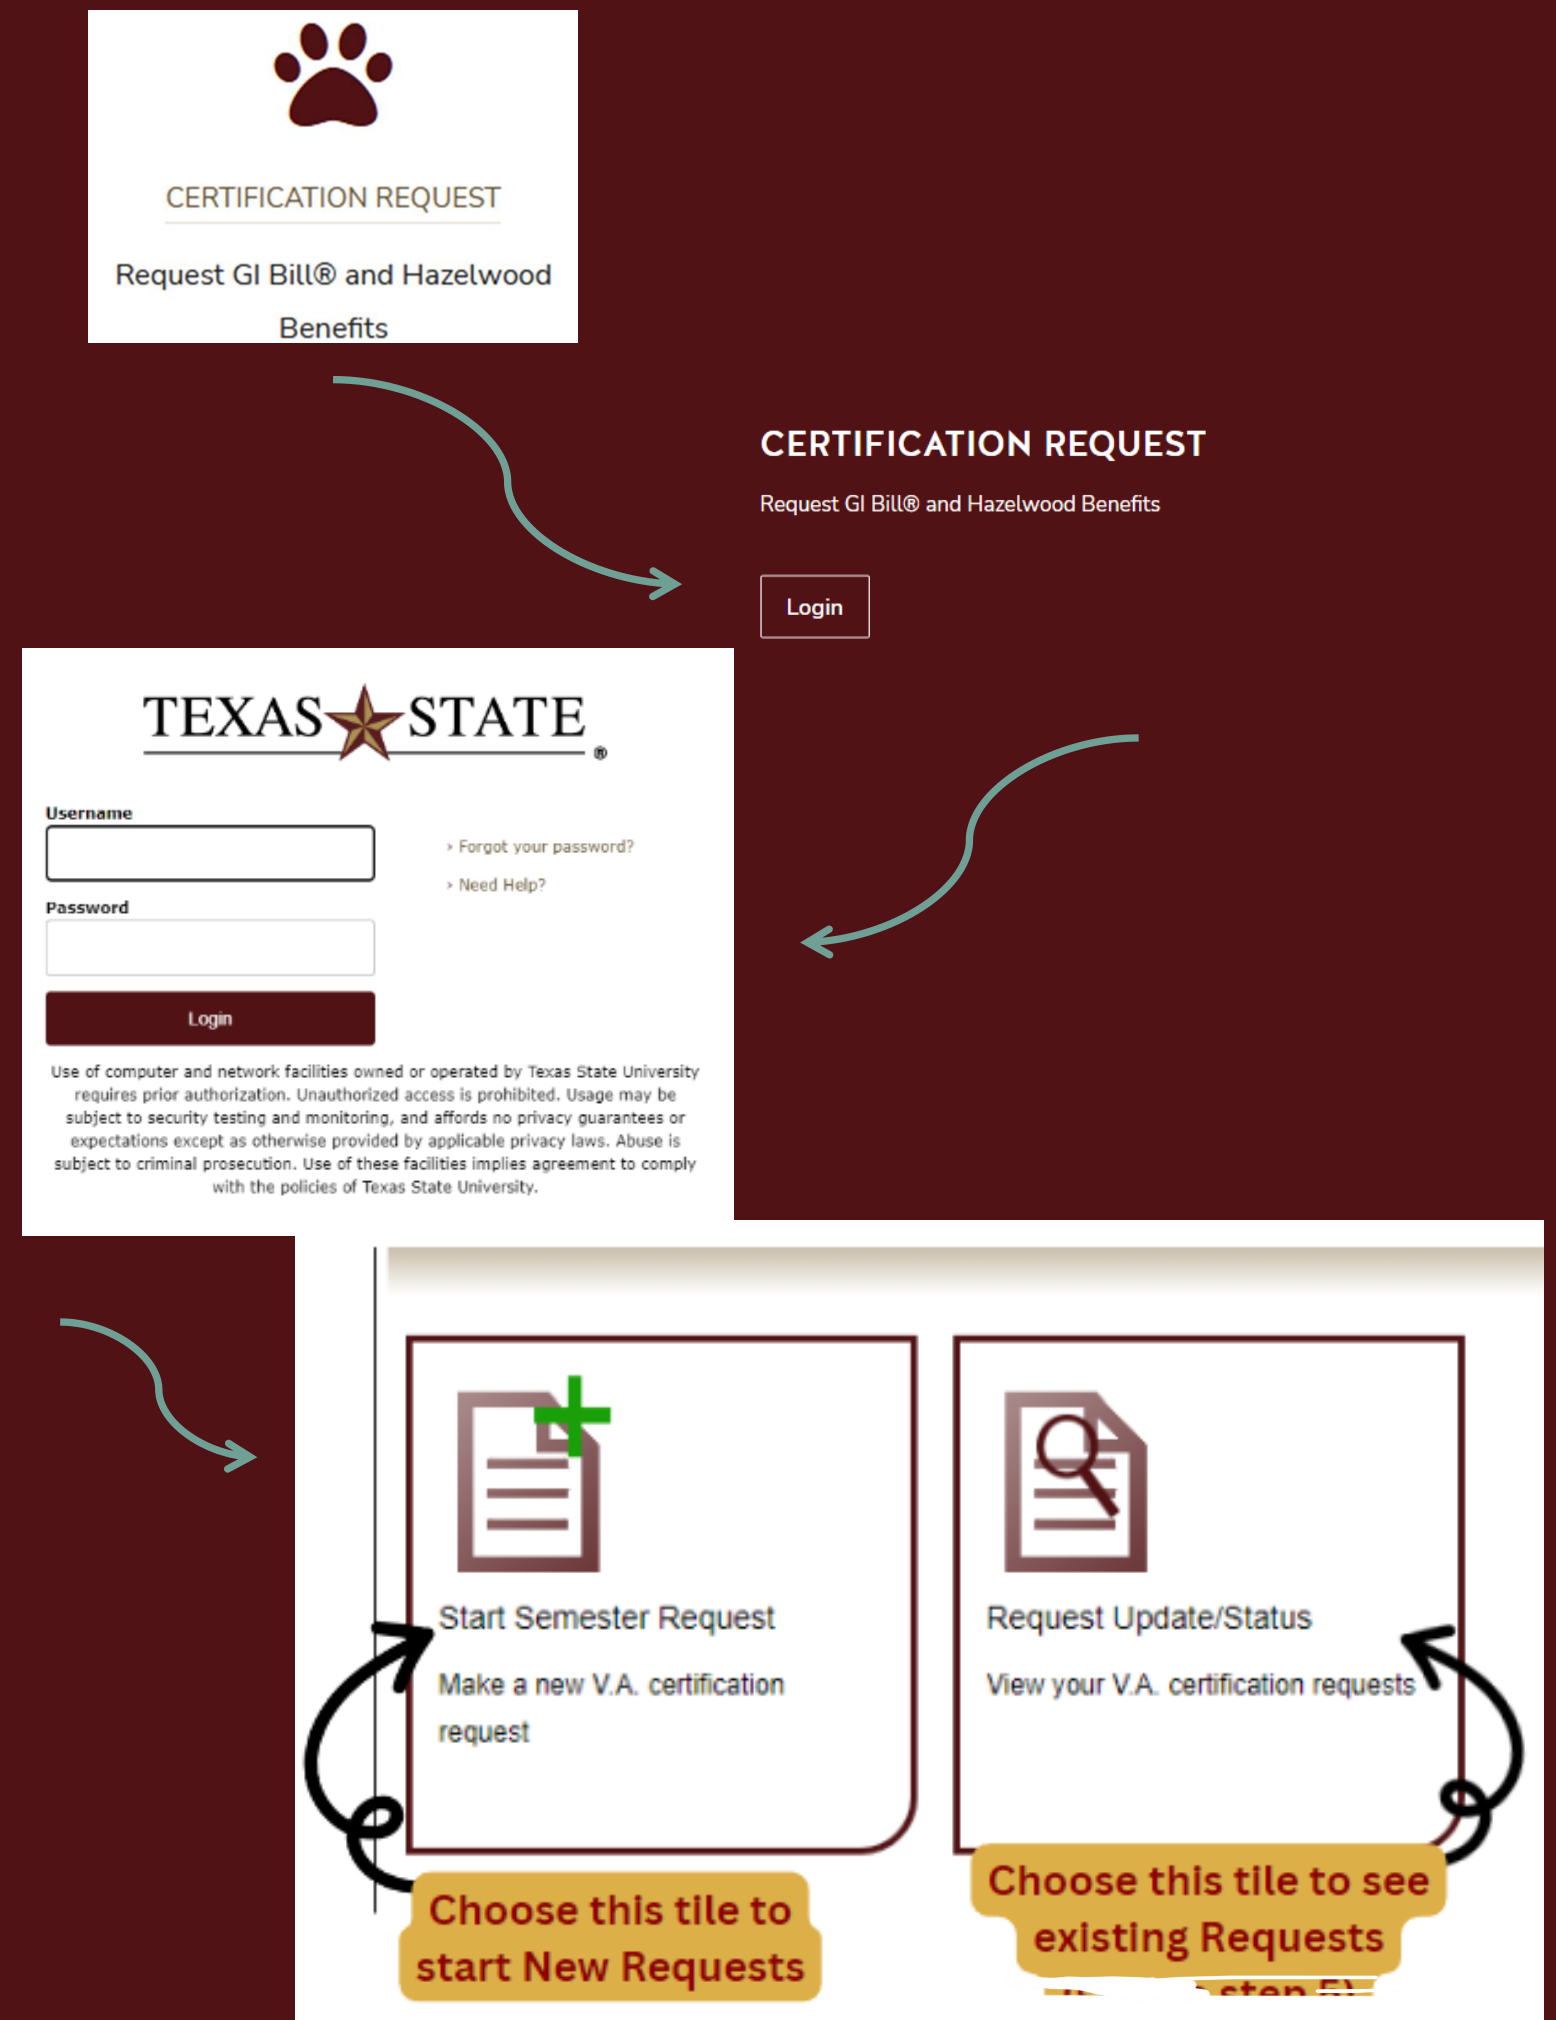 CERTIFICATION REQUEST
Request GI Bill® and Hazelwood
Benefits
CERTIFICATION REQUEST
Request GI Bill® and Hazelwood Benefits
Login
TEXAS STATE ®
Username
› Forgot your password?
› Need Help?
Password
Login
Use of computer and network facilities owned or operated by Texas State University
requires prior authorization. Unauthorized access is prohibited. Usage may be
subject to security testing and monitoring, and affords no privacy guarantees or
expectations except as otherwise provided by applicable privacy laws. Abuse is
subject to criminal prosecution. Use of these facilities implies agreement to comply
with the policies of Texas State University.
Start Semester Request
Make a new V.A. certification
request
Request Update/Status
View your V.A. certification requests
Choose this tile to
start New Requests
Choose this tile to see
existing Requests
step 5)